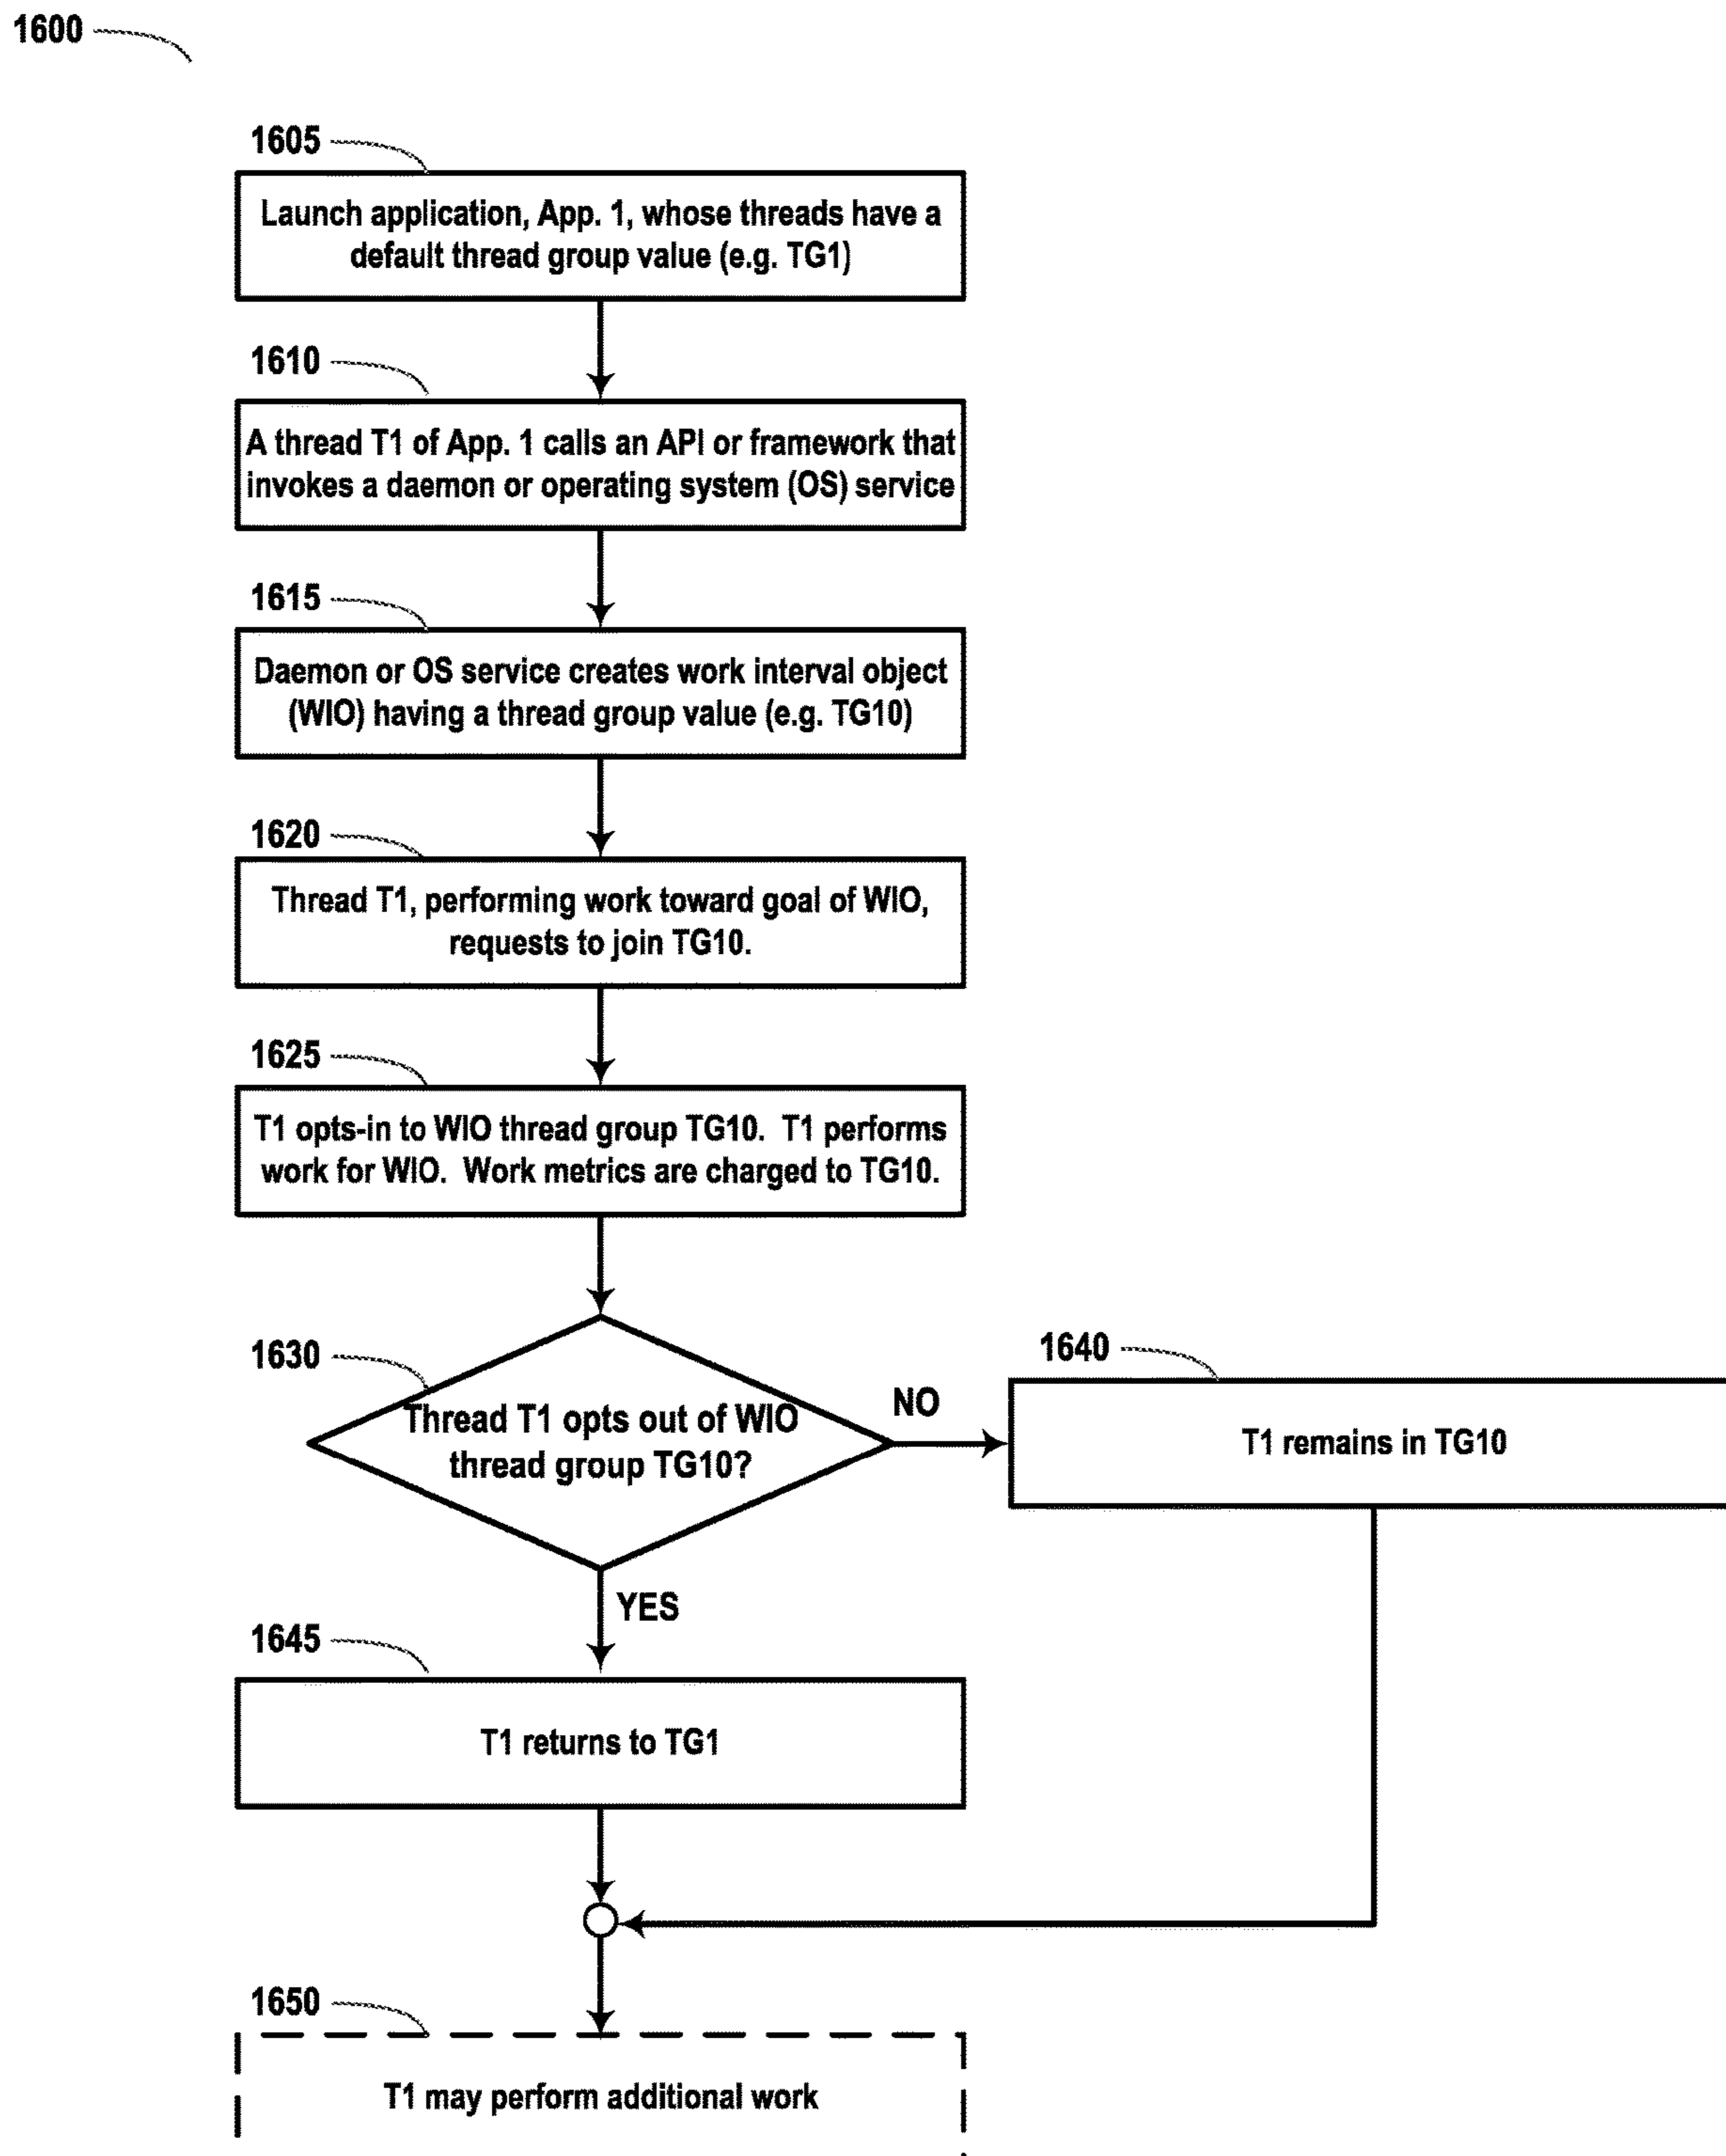 1600
1605
Launch application, App. 1, whose threads have a
default thread group value (e.g. TG1)
1610
A thread T1 of App. 1 calls an API or framework that
invokes a daemon or operating system (OS) service
1615
Daemon or OS service creates work interval object
(WIO) having a thread group value (e.g. TG10)
1620
Thread T1, performing work toward goal of WIO,
requests to join TG10.
1625
T1 opts-in to WIO thread group TG10.  T1 performs
work for WIO.  Work metrics are charged to TG10.
1630
Thread T1 opts out of WIO
thread group TG10?
NO
1640
T1 remains in TG10
YES
1645
T1 returns to TG1
1650
T1 may perform additional work